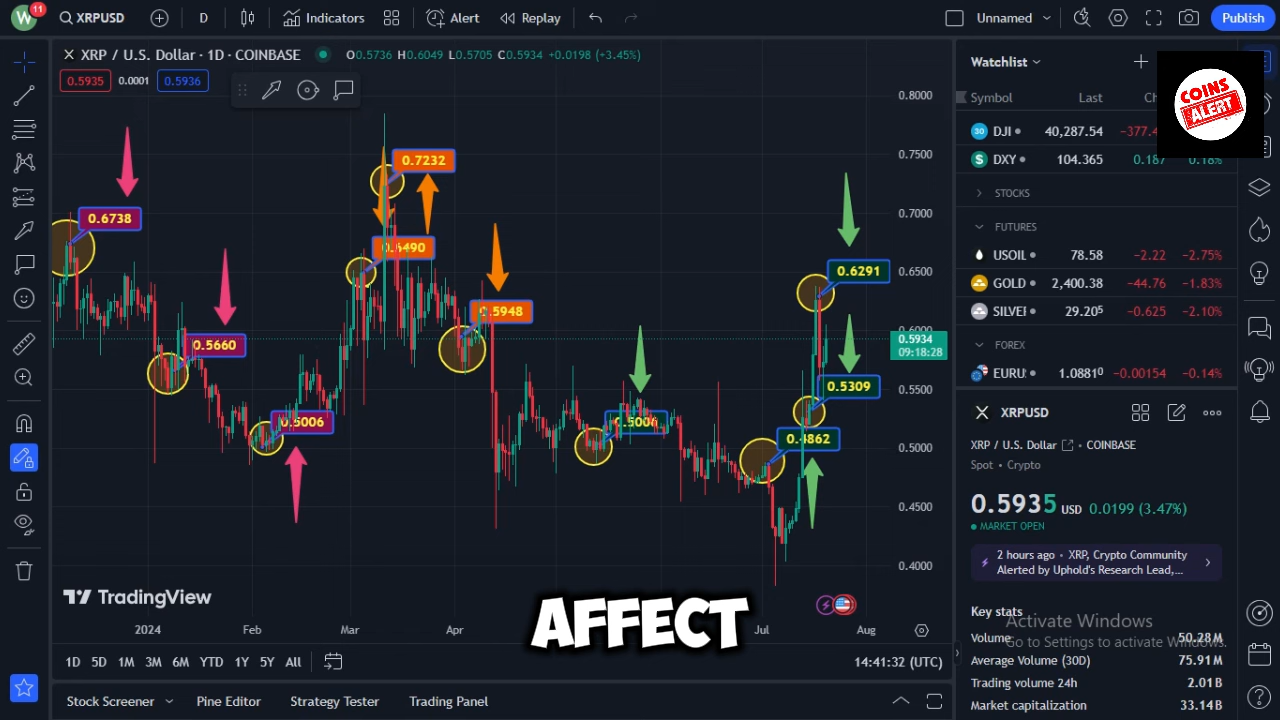 W 11 XRPUSD D Indicators Alert Replay Unnamed Publish
XRP / U.S. Dollar · 1D · COINBASE O0.5736 H0.6049 L0.5705 C0.5934 +0.0198 (+3.45%)
0.5935 0.0001 0.5936
0.8000
0.7500
0.7000
0.6500
0.6000
0.5934
09:18:28
0.5500
0.5000
0.4500
0.4000
0.6738
0.5660
0.5006
0.7232
0.6490
0.5948
0.5006
0.6291
0.5309
0.4862
TradingView
AFFECT
2024 Feb Mar Apr Jul Aug
1D 5D 1M 3M 6M YTD 1Y 5Y All 14:41:32 (UTC)
Stock Screener Pine Editor Strategy Tester Trading Panel
Watchlist
COINS
ALERT
Symbol Last
DJI 40,287.54
DXY 104.365 0.187 0.18%
STOCKS
FUTURES
USOIL 78.58 −2.22 −2.75%
GOLD 2,400.38 −44.76 −1.83%
SILVER 29.205 −0.625 −2.10%
FOREX
EURU 1.08810 −0.00154 −0.14%
XRPUSD
XRP / U.S. Dollar COINBASE
Spot • Crypto
0.5935 USD 0.0199 (3.47%)
MARKET OPEN
2 hours ago • XRP, Crypto Community
Alerted by Uphold's Research Lead,...
Key stats
Activate Windows
Go to Settings to activate Windows.
Volume 50.28M
Average Volume (30D) 75.91M
Trading volume 24h 2.01B
Market capitalization 33.14B